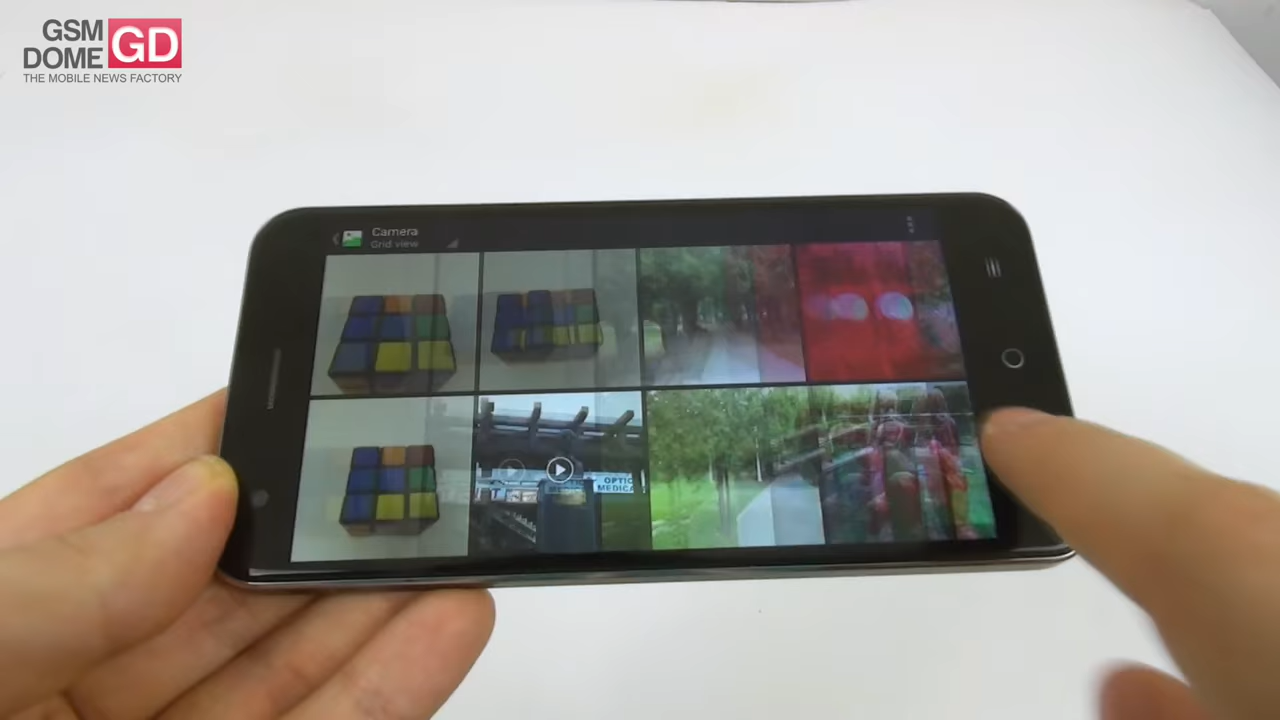 GSM
DOME GD
THE MOBILE NEWS FACTORY
Camera
Grid view
OPTIC
MEDICA